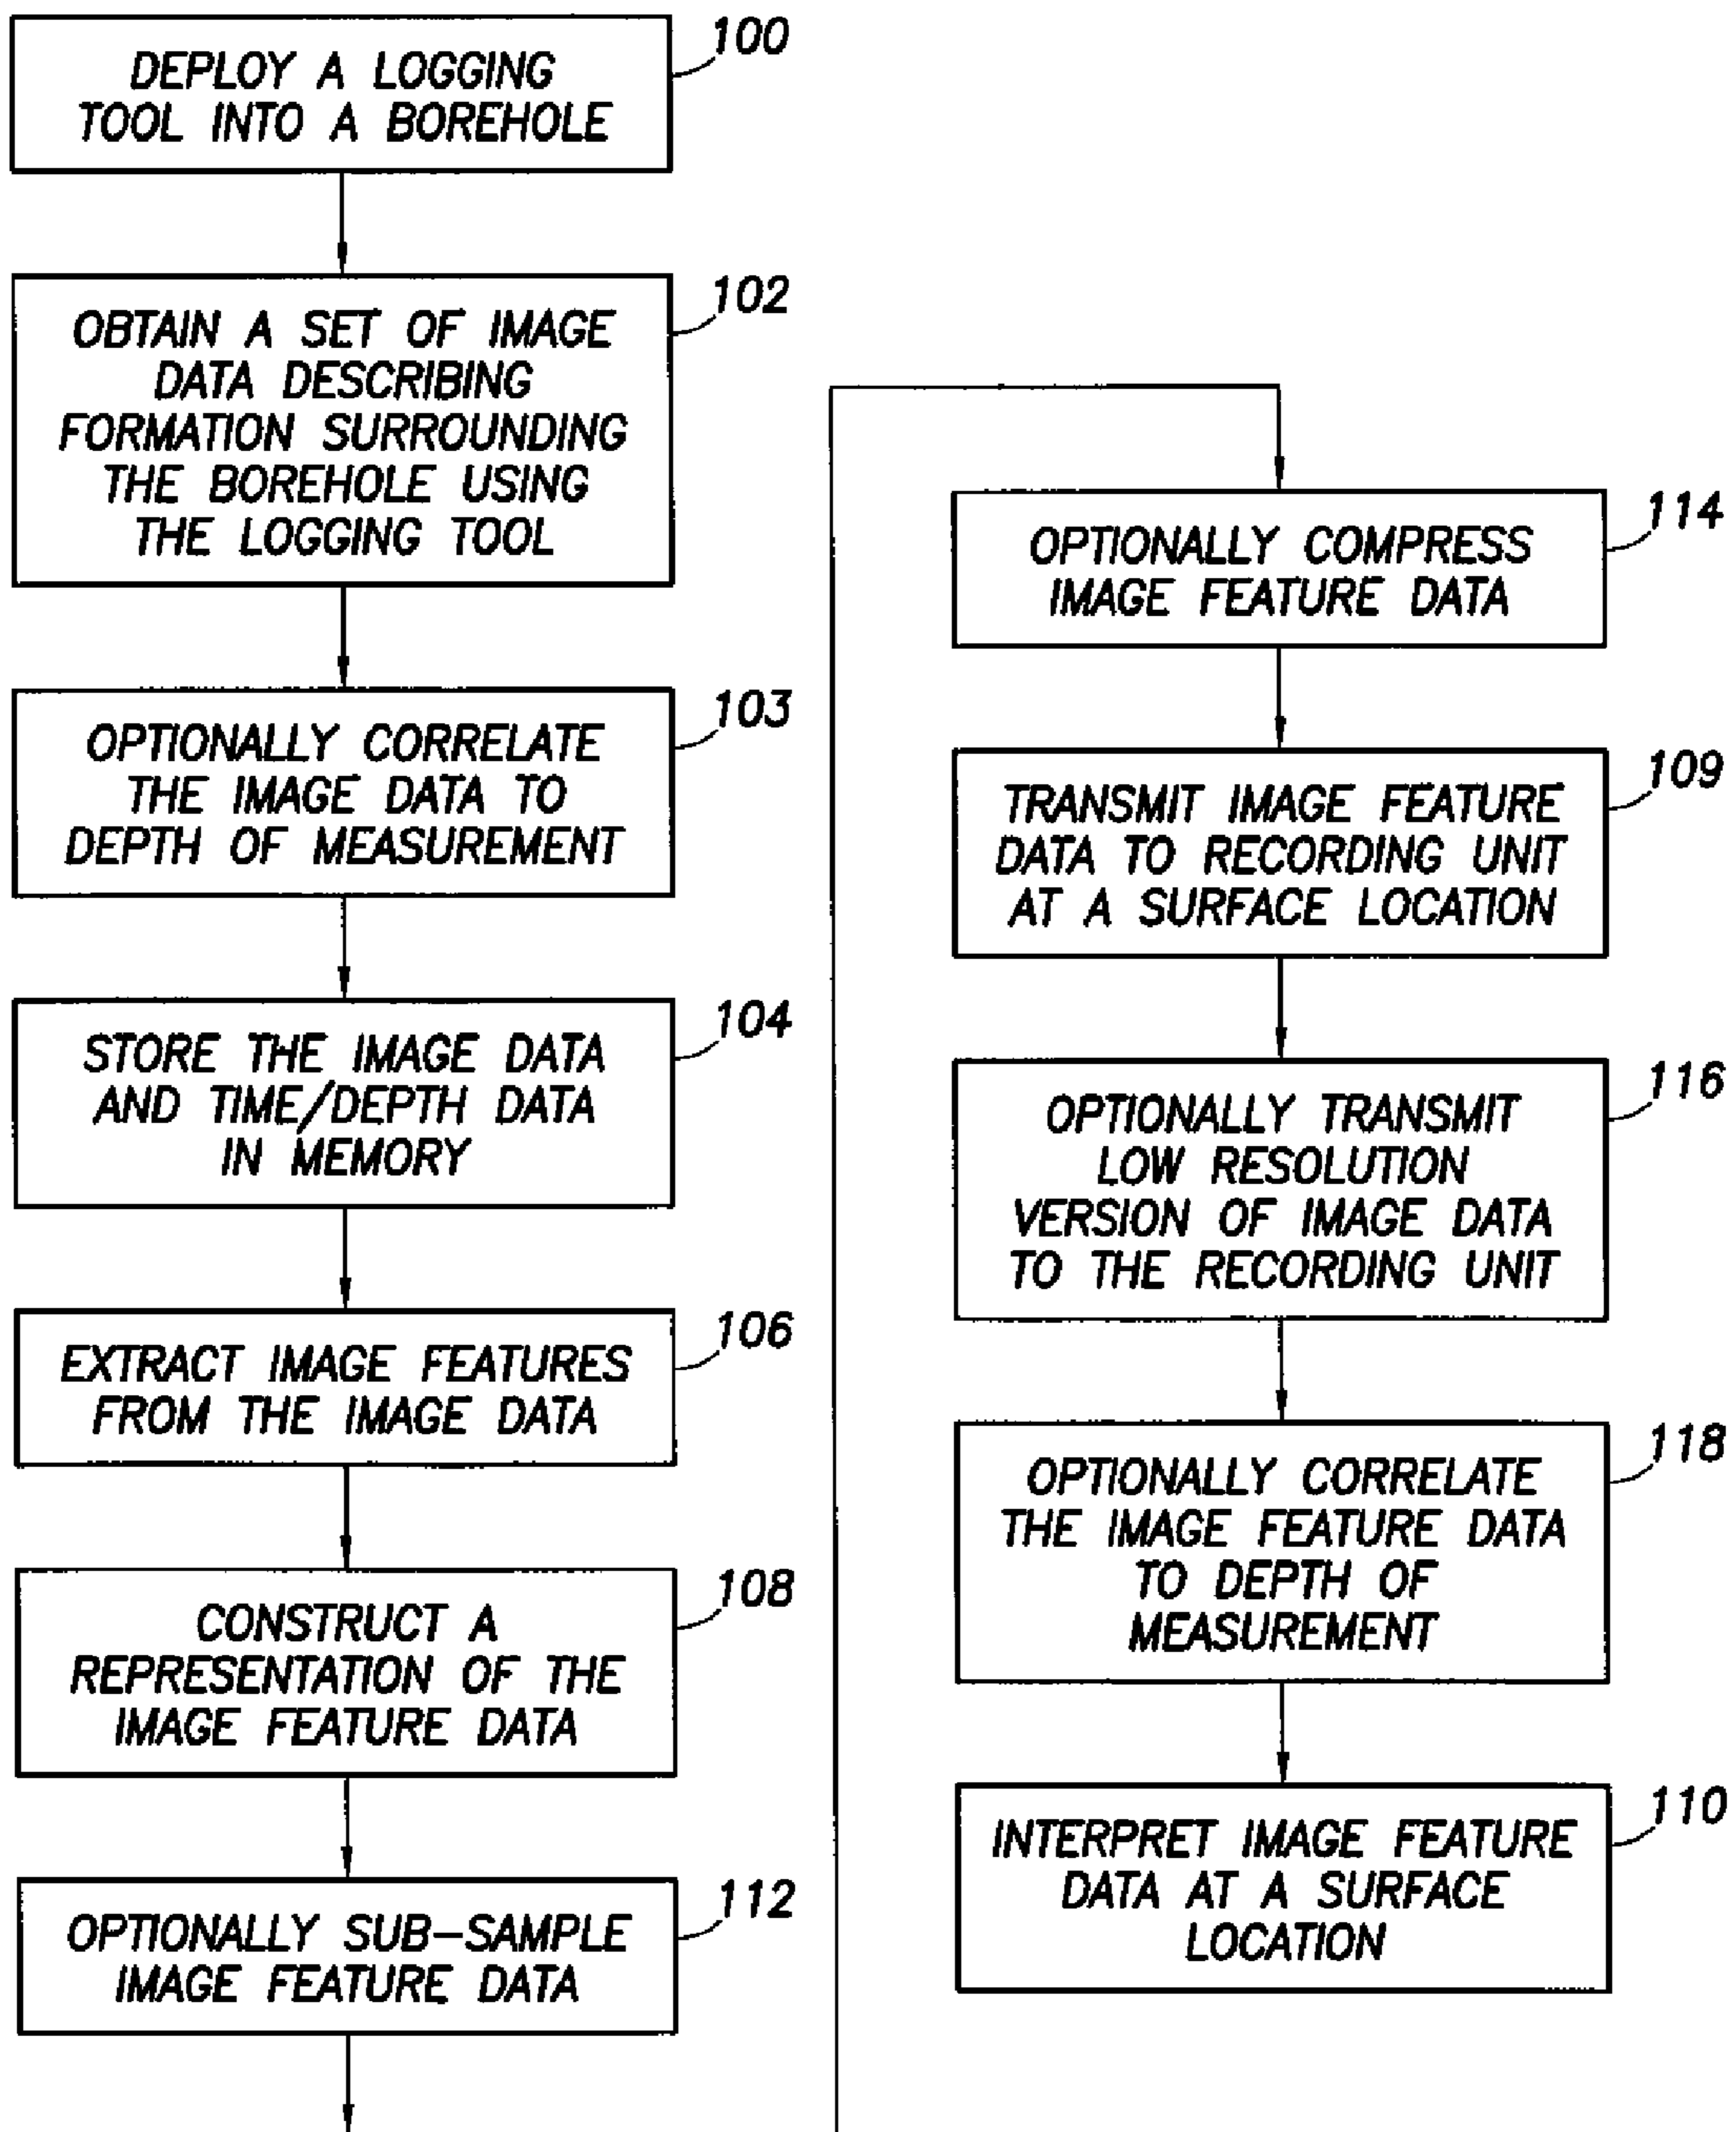 100
DEPLOY A LOGGING
TOOL INTO A BOREHOLE
102
OBTAIN A SET OF IMAGE
DATA DESCRIBING
FORMATION SURROUNDING
THE BOREHOLE USING
THE LOGGING TOOL
103
OPTIONALLY CORRELATE
THE IMAGE DATA TO
DEPTH OF MEASUREMENT
104
STORE THE IMAGE DATA
AND TIME/DEPTH DATA
IN MEMORY
106
EXTRACT IMAGE FEATURES
FROM THE IMAGE DATA
108
CONSTRUCT A
REPRESENTATION OF THE
IMAGE FEATURE DATA
112
OPTIONALLY SUB-SAMPLE
IMAGE FEATURE DATA
114
OPTIONALLY COMPRESS
IMAGE FEATURE DATA
109
TRANSMIT IMAGE FEATURE
DATA TO RECORDING UNIT
AT A SURFACE LOCATION
116
OPTIONALLY TRANSMIT
LOW RESOLUTION
VERSION OF IMAGE DATA
TO THE RECORDING UNIT
118
OPTIONALLY CORRELATE
THE IMAGE FEATURE DATA
TO DEPTH OF
MEASUREMENT
110
INTERPRET IMAGE FEATURE
DATA AT A SURFACE
LOCATION